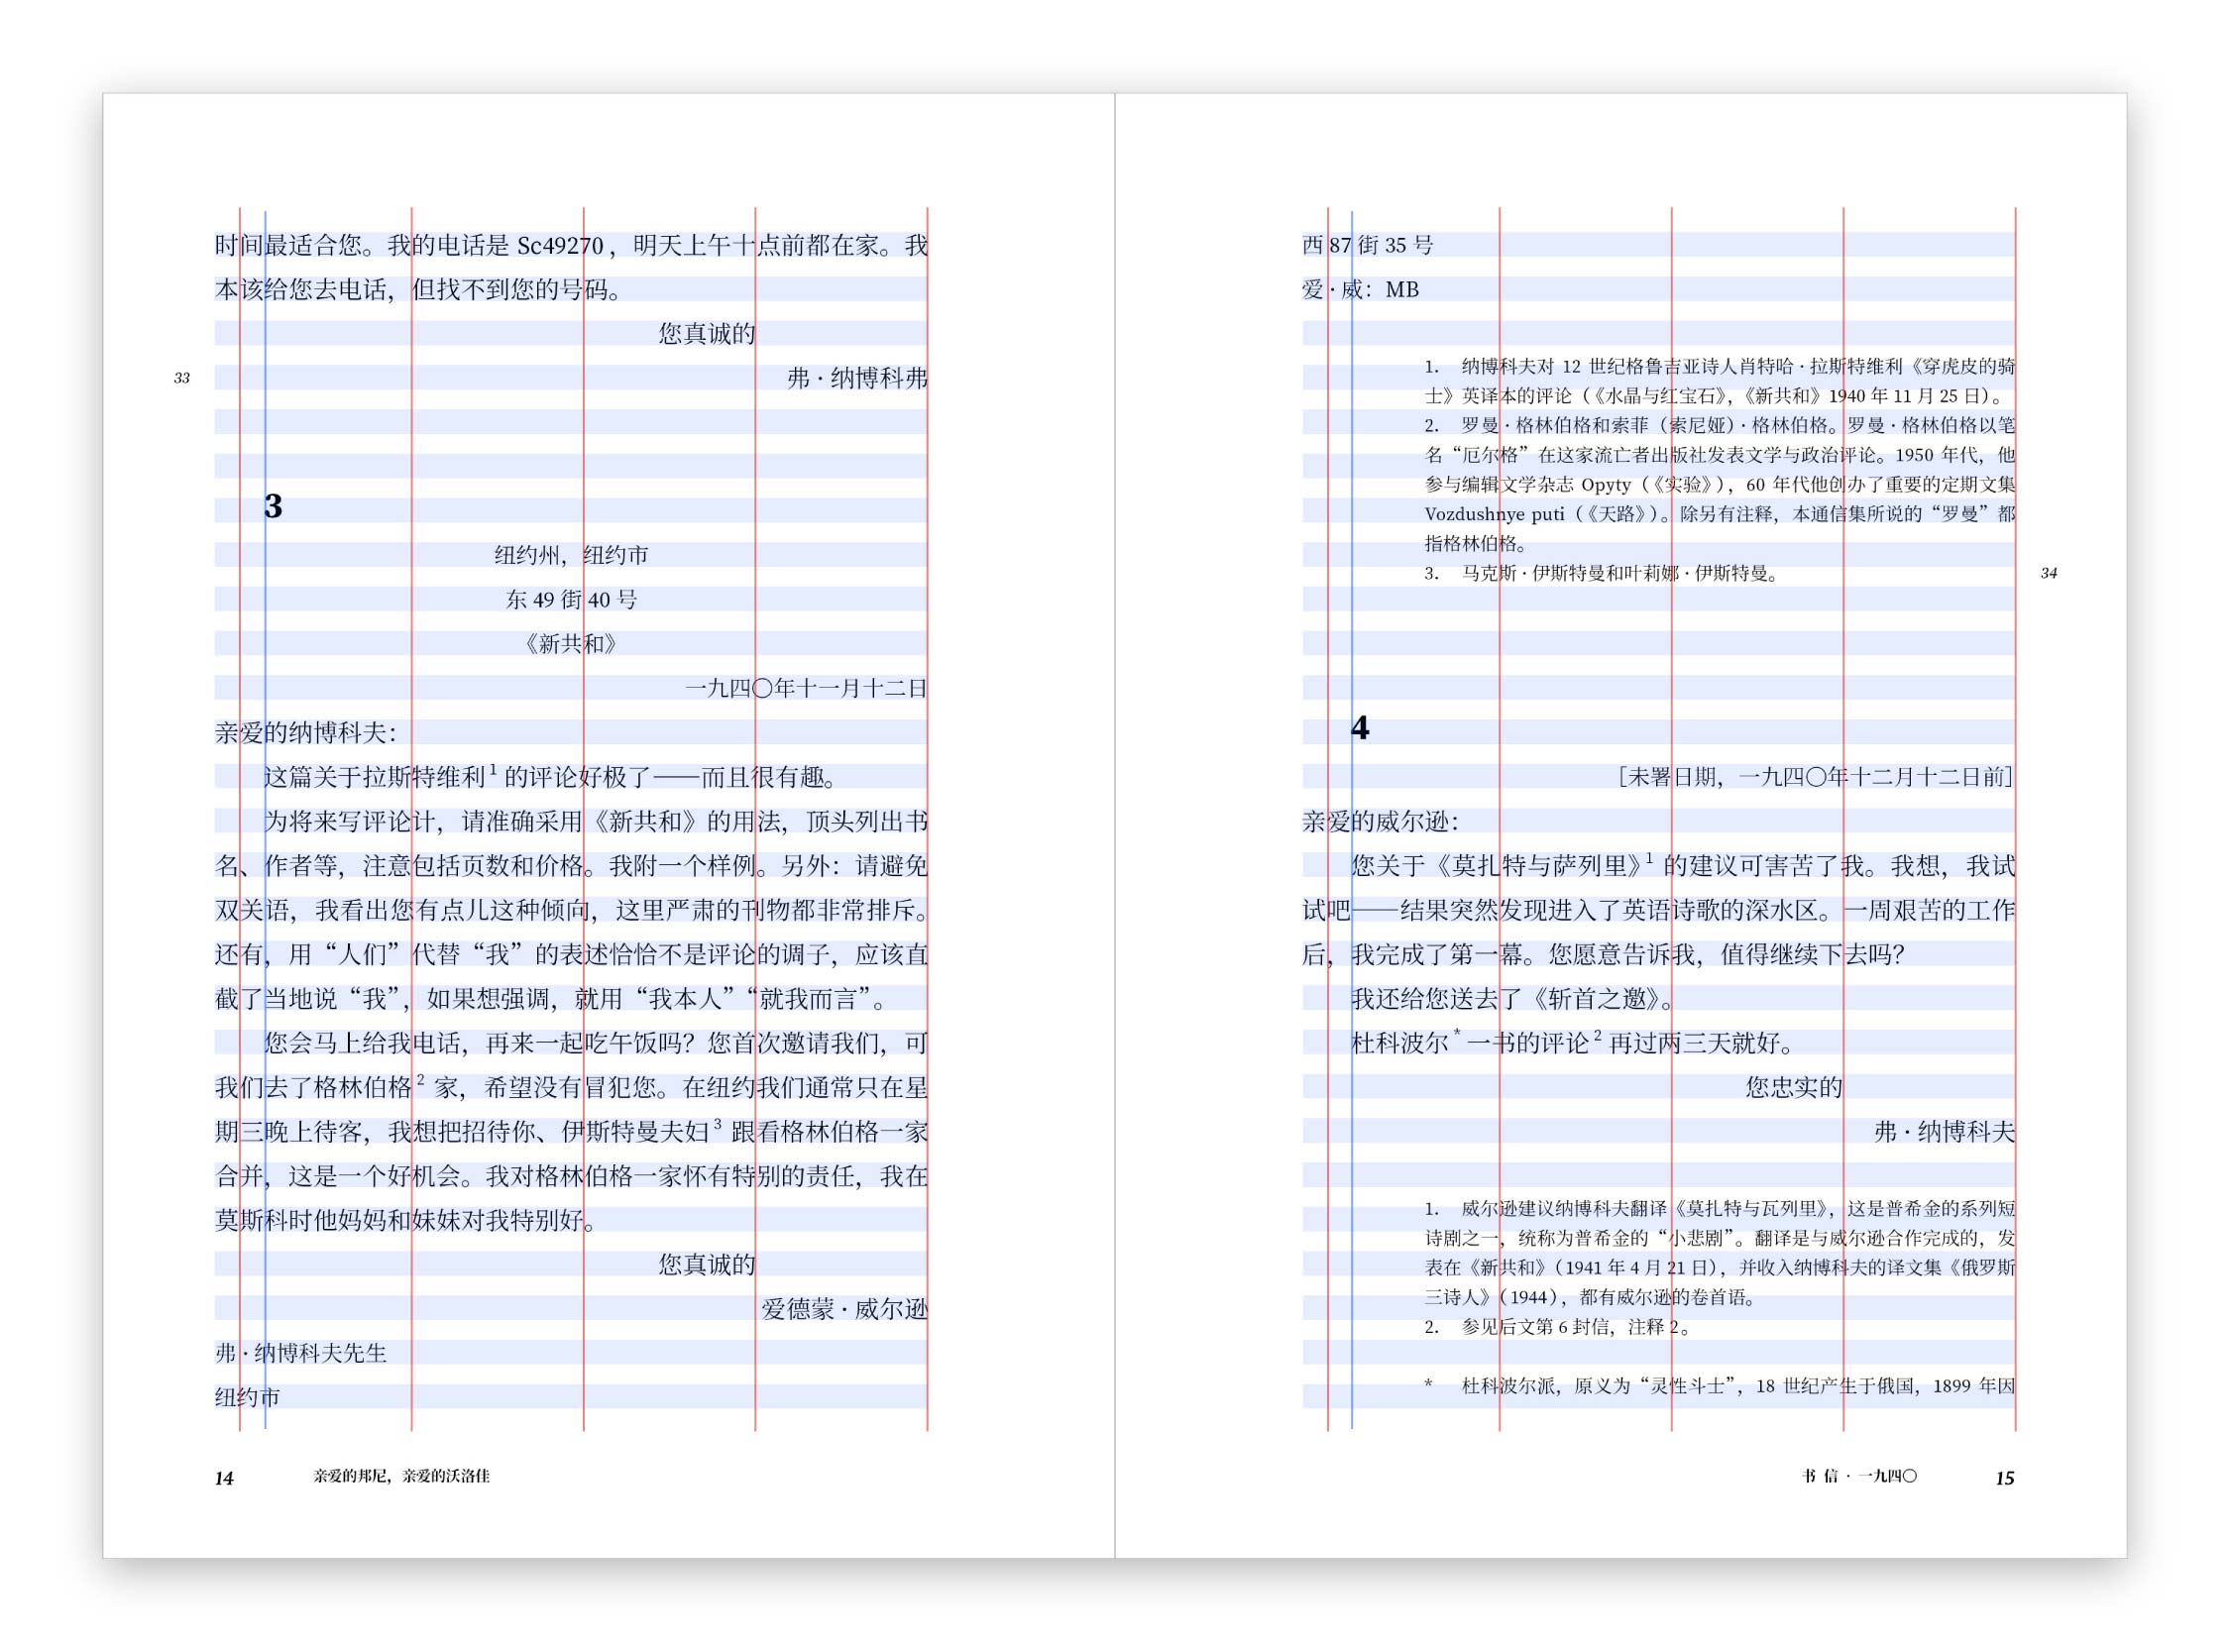 时间最适合您。我的电话是 Sc49270，明天上午十点前都在家。我
本该给您去电话，但找不到您的号码。
您真诚的
33
弗·纳博科弗
3
纽约州，纽约市
东 49 街 40 号
《新共和》
一九四〇年十一月十二日
亲爱的纳博科夫：
这篇关于拉斯特维利1 的评论好极了——而且很有趣。
为将来写评论计，请准确采用《新共和》的用法，顶头列出书
名、作者等，注意包括页数和价格。我附一个样例。另外：请避免
双关语，我看出您有点儿这种倾向，这里严肃的刊物都非常排斥。
还有，用“人们”代替“我”的表述恰恰不是评论的调子，应该直
截了当地说“我”，如果想强调，就用“我本人”“就我而言”。
您会马上给我电话，再来一起吃午饭吗？您首次邀请我们，可
我们去了格林伯格2 家，希望没有冒犯您。在纽约我们通常只在星
期三晚上待客，我想把招待你、伊斯特曼夫妇3 跟看格林伯格一家
合并，这是一个好机会。我对格林伯格一家怀有特别的责任，我在
莫斯科时他妈妈和妹妹对我特别好。
您真诚的
爱德蒙·威尔逊
弗·纳博科夫先生
纽约市
14
亲爱的邦尼，亲爱的沃洛佳
西 87 街 35 号
爱·威：MB
1. 纳博科夫对 12 世纪格鲁吉亚诗人肖特哈·拉斯特维利《穿虎皮的骑
士》英译本的评论（《水晶与红宝石》，《新共和》1940 年 11 月 25 日）。
2. 罗曼·格林伯格和索菲（索尼娅）·格林伯格。罗曼·格林伯格以笔
名“厄尔格”在这家流亡者出版社发表文学与政治评论。1950 年代，他
参与编辑文学杂志 Opyty（《实验》），60 年代他创办了重要的定期文集
Vozdushnye puti（《天路》）。除另有注释，本通信集所说的“罗曼”都
指格林伯格。
3. 马克斯·伊斯特曼和叶莉娜·伊斯特曼。
34
4
［未署日期，一九四〇年十二月十二日前］
亲爱的威尔逊：
您关于《莫扎特与萨列里》1 的建议可害苦了我。我想，我试
试吧——结果突然发现进入了英语诗歌的深水区。一周艰苦的工作
后，我完成了第一幕。您愿意告诉我，值得继续下去吗？
我还给您送去了《斩首之邀》。
杜科波尔*一书的评论2 再过两三天就好。
您忠实的
弗·纳博科夫
1. 威尔逊建议纳博科夫翻译《莫扎特与瓦列里》，这是普希金的系列短
诗剧之一，统称为普希金的“小悲剧”。翻译是与威尔逊合作完成的，发
表在《新共和》（1941 年 4 月 21 日），并收入纳博科夫的译文集《俄罗斯
三诗人》（1944），都有威尔逊的卷首语。
2. 参见后文第 6 封信，注释 2。
* 杜科波尔派，原义为“灵性斗士”，18 世纪产生于俄国，1899 年因
书 信 · 一九四〇
15